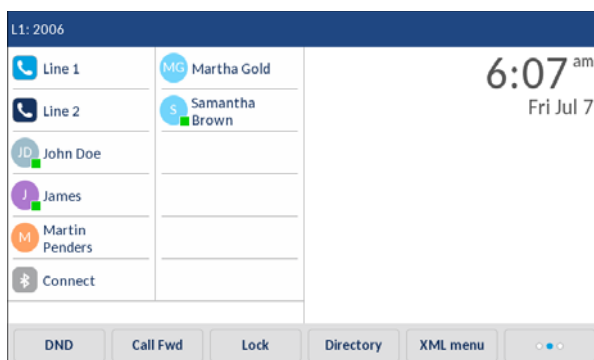 L1: 2006
Line 1
Line 2
JD John Doe
J James
M Martin
Penders
Connect
MG Martha Gold
S Samantha
Brown
6:07 am
Fri Jul 7
DND Call Fwd Lock Directory XML menu